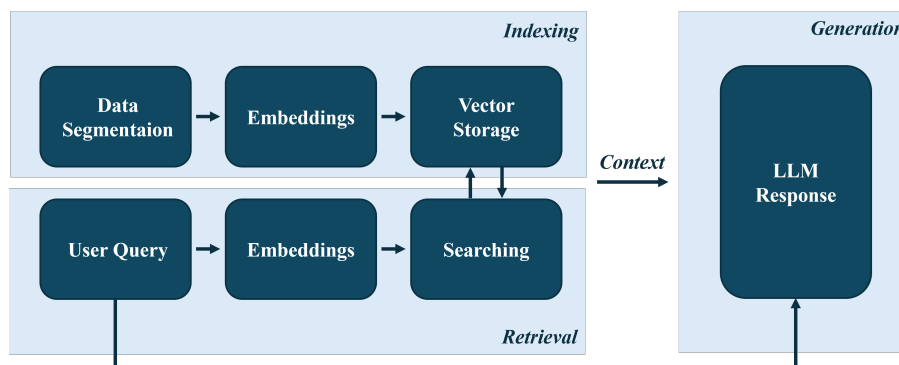 Indexing
Data
Segmentaion
Embeddings
Vector
Storage
User Query
Embeddings
Searching
Retrieval
Context
Generation
LLM
Response